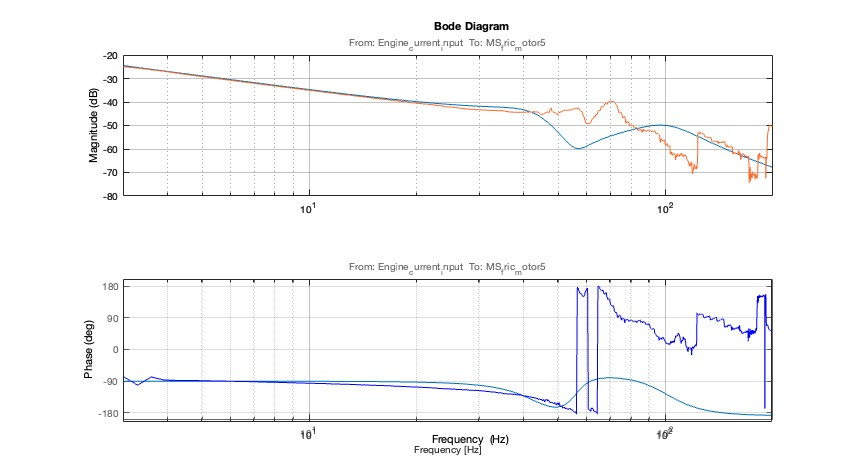 Bode Diagram
From: Engine_current_input To: MS_fric_motor5
Magnitude (dB)
-20
-30
-40
-50
-60
-70
-80
10^1
10^2
From: Engine_current_input To: MS_fric_motor5
Phase (deg)
180
90
0
-90
-180
10^1
10^2
Frequency (Hz)
Frequency [Hz]